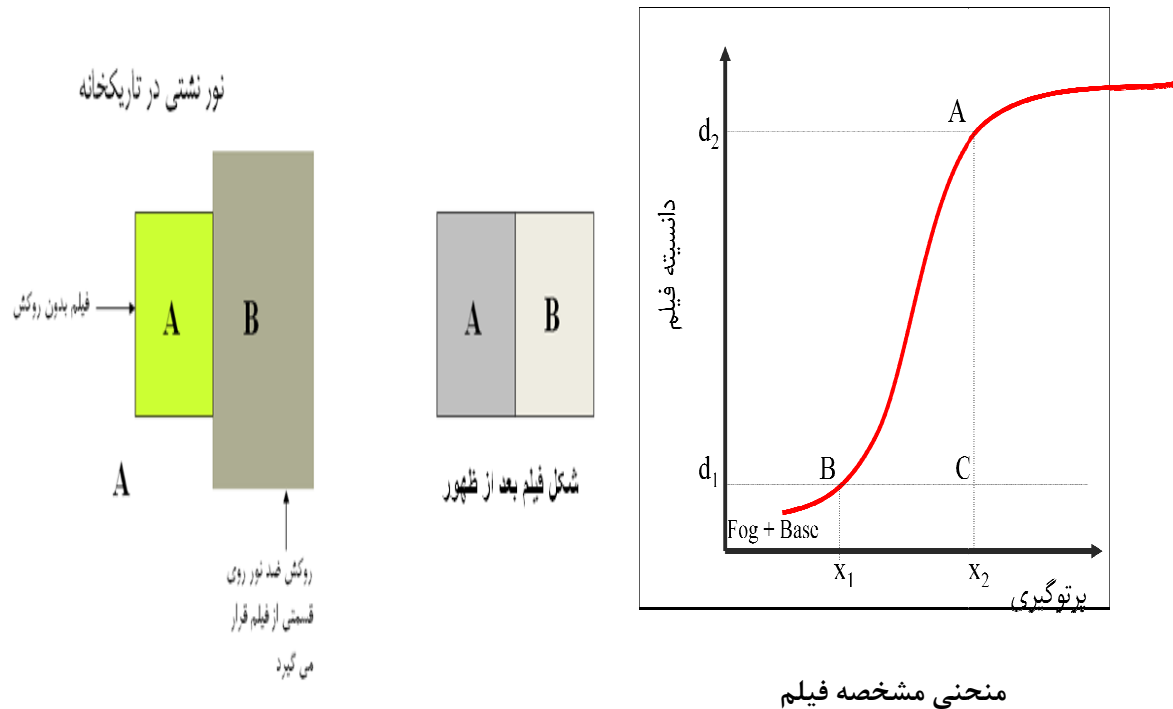 نور نشتی در تاریکخانه
فیلم بدون روکش
A
B
A
روکش ضد نور روی
قسمتی از فیلم قرار
می گیرد
A
B
شکل فیلم بعد از ظهور
دانسیته فیلم
d2
A
d1
B
C
Fog + Base
x1
x2
پرتوگیری
منحنی مشخصه فیلم